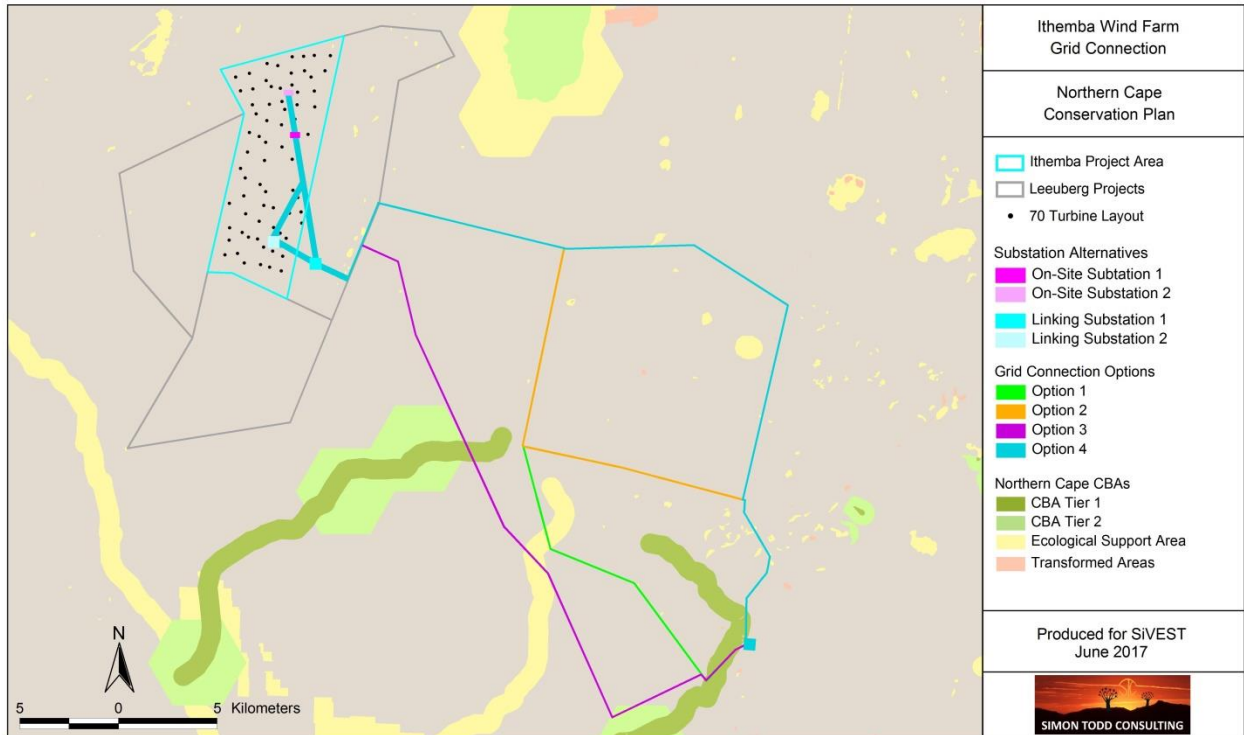 Ithemba Wind Farm
Grid Connection
Northern Cape
Conservation Plan
Ithemba Project Area
Leeuberg Projects
70 Turbine Layout
Substation Alternatives
On-Site Subtation 1
On-Site Substation 2
Linking Substation 1
Linking Substation 2
Grid Connection Options
Option 1
Option 2
Option 3
Option 4
Northern Cape CBAs
CBA Tier 1
CBA Tier 2
Ecological Support Area
Transformed Areas
N
5 0 5 Kilometers
Produced for SiVEST
June 2017
SIMON TODD CONSULTING